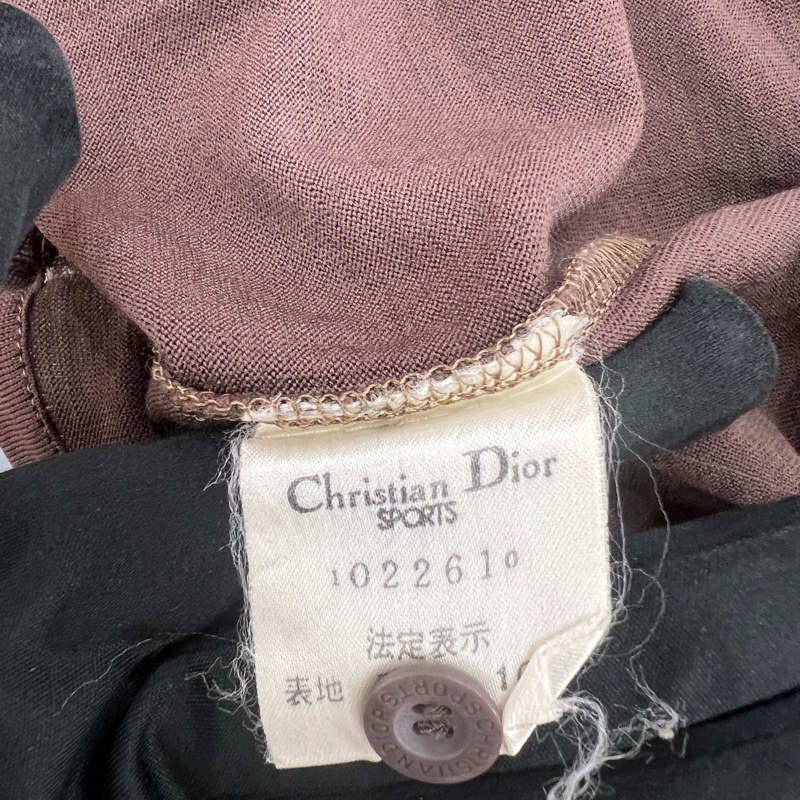 Christian Dior
SPORTS
1022610
法定表示
表地
CHRISTIAN DIOR SPORTS